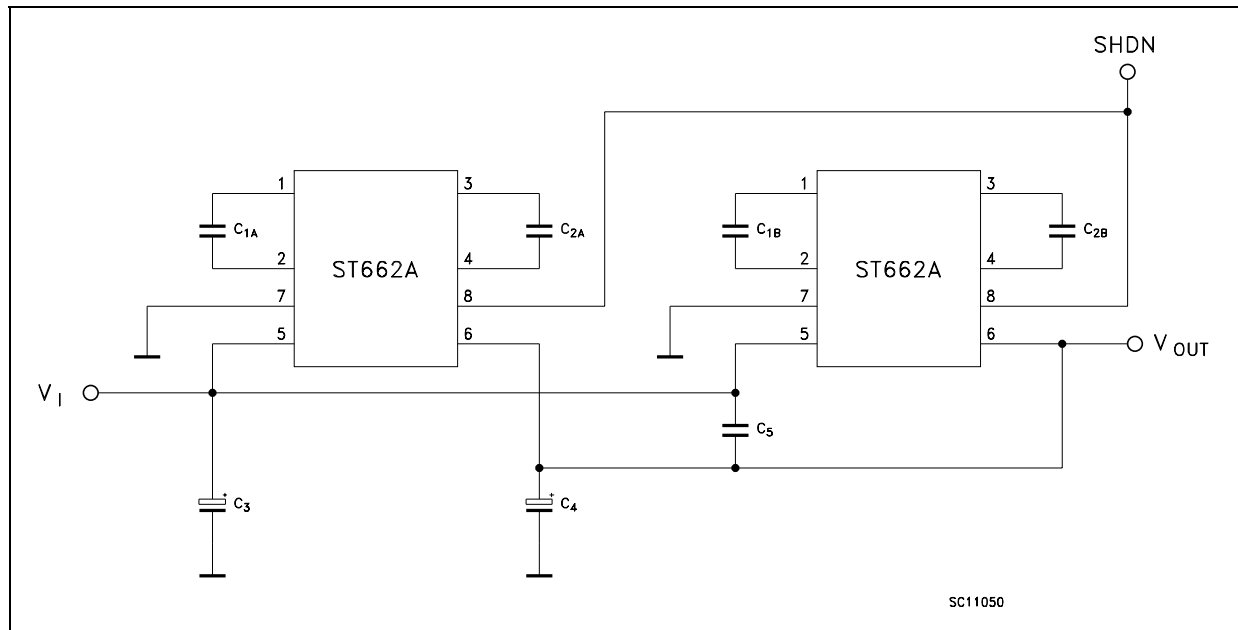 SHDN
1 3 1 3
C1A C2A C1B C2B
2 4 2 4
ST662A ST662A
7 8 7 8
5 6 5 6
VOUT
VI
C5
C3 + C4 +
SC11050